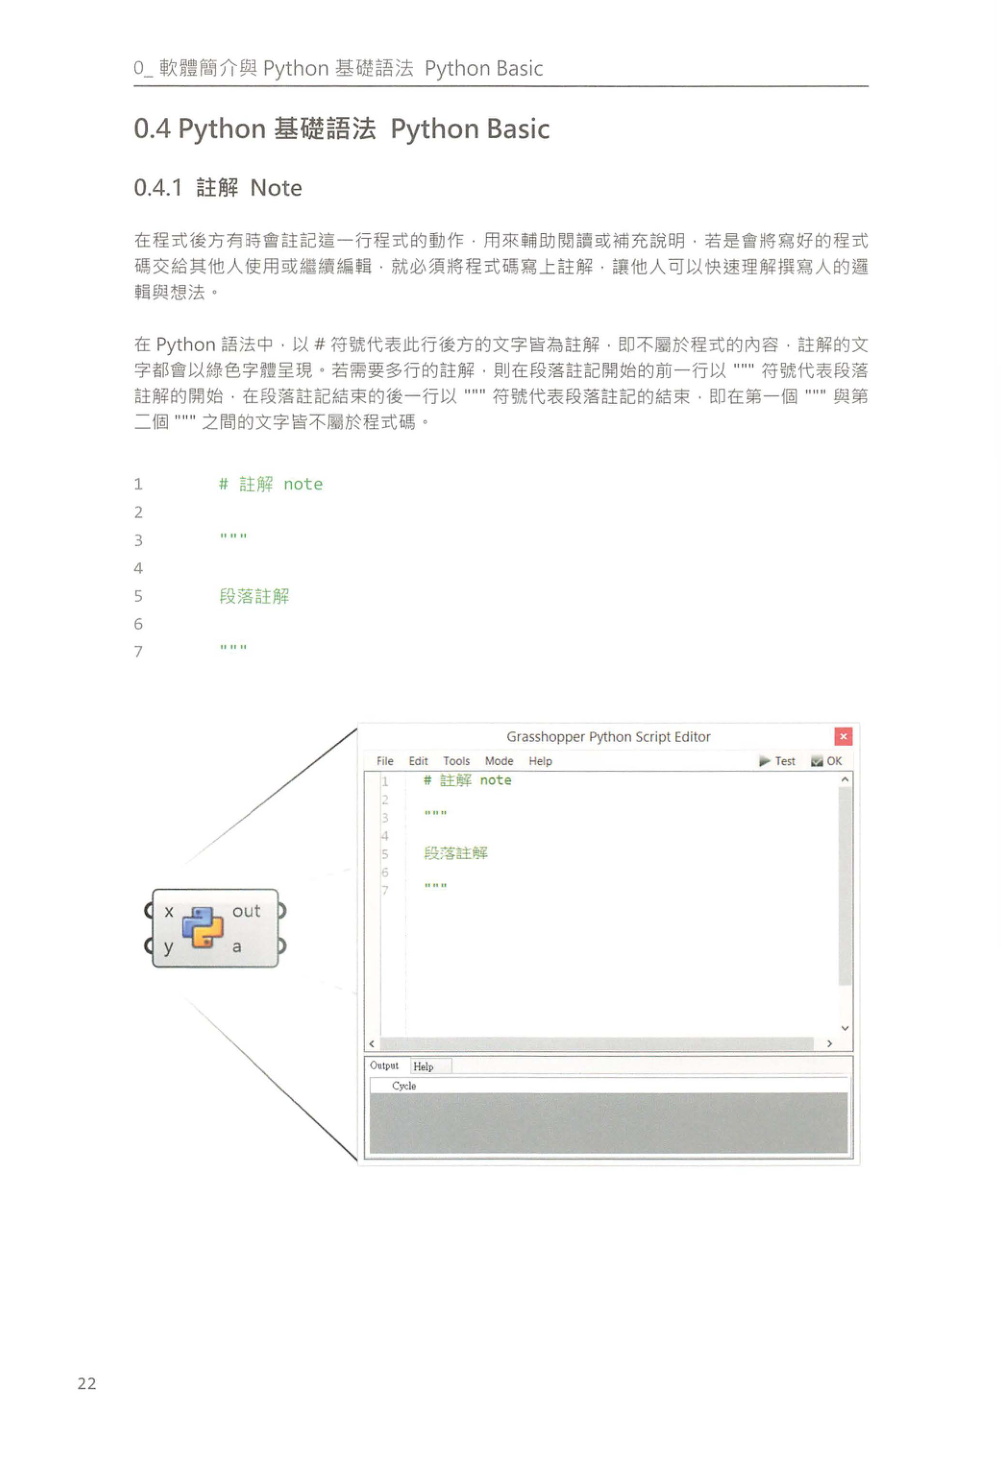 0_ 軟體簡介與 Python 基礎語法 Python Basic
0.4 Python 基礎語法 Python Basic
0.4.1 註解 Note
在程式後方有時會註記這一行程式的動作，用來輔助閱讀或補充說明，若是會將寫好的程式
碼交給其他人使用或繼續編輯，就必須將程式碼寫上註解，讓他人可以快速理解撰寫人的邏
輯與想法。
在 Python 語法中，以 # 符號代表此行後方的文字皆為註解，即不屬於程式的內容，註解的文
字都會以綠色字體呈現。若需要多行的註解，則在段落註記開始的前一行以 """ 符號代表段落
註解的開始，在段落註記結束的後一行以 """ 符號代表段落註記的結束，即在第一個 """ 與第
二個 """ 之間的文字皆不屬於程式碼。
1 # 註解 note
2
3 """
4
5 段落註解
6
7 """
Grasshopper Python Script Editor
File Edit Tools Mode Help Test OK
1 # 註解 note
2
3 """
4
5 段落註解
6
7 """
x out
y a
Output Help
Cycle
22